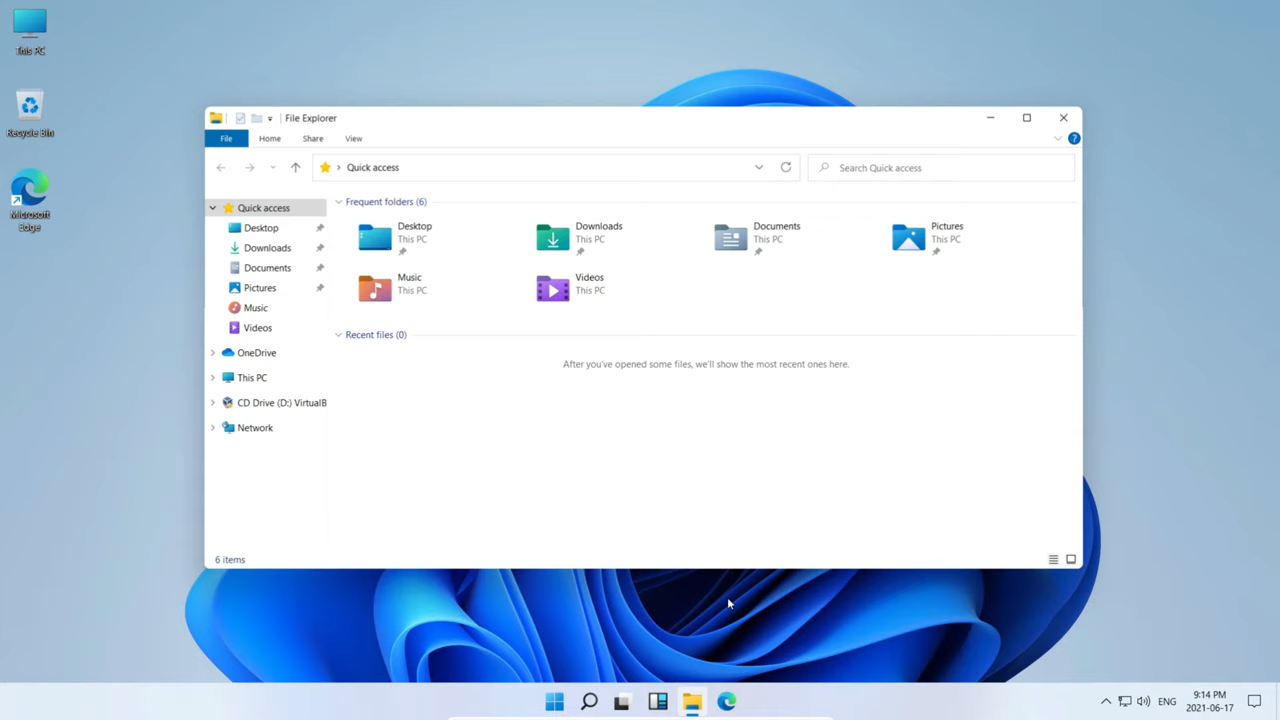 This PC
Recycle Bin
Microsoft
Edge
File Explorer
File
Home
Share
View
?
Quick access
Search Quick access
Quick access
Desktop
Downloads
Documents
Pictures
Music
Videos
OneDrive
This PC
CD Drive (D:) VirtualB
Network
Frequent folders (6)
Desktop
This PC
Downloads
This PC
Documents
This PC
Pictures
This PC
Music
This PC
Videos
This PC
Recent files (0)
After you've opened some files, we'll show the most recent ones here.
6 items
ENG
9:14 PM
2021-06-17